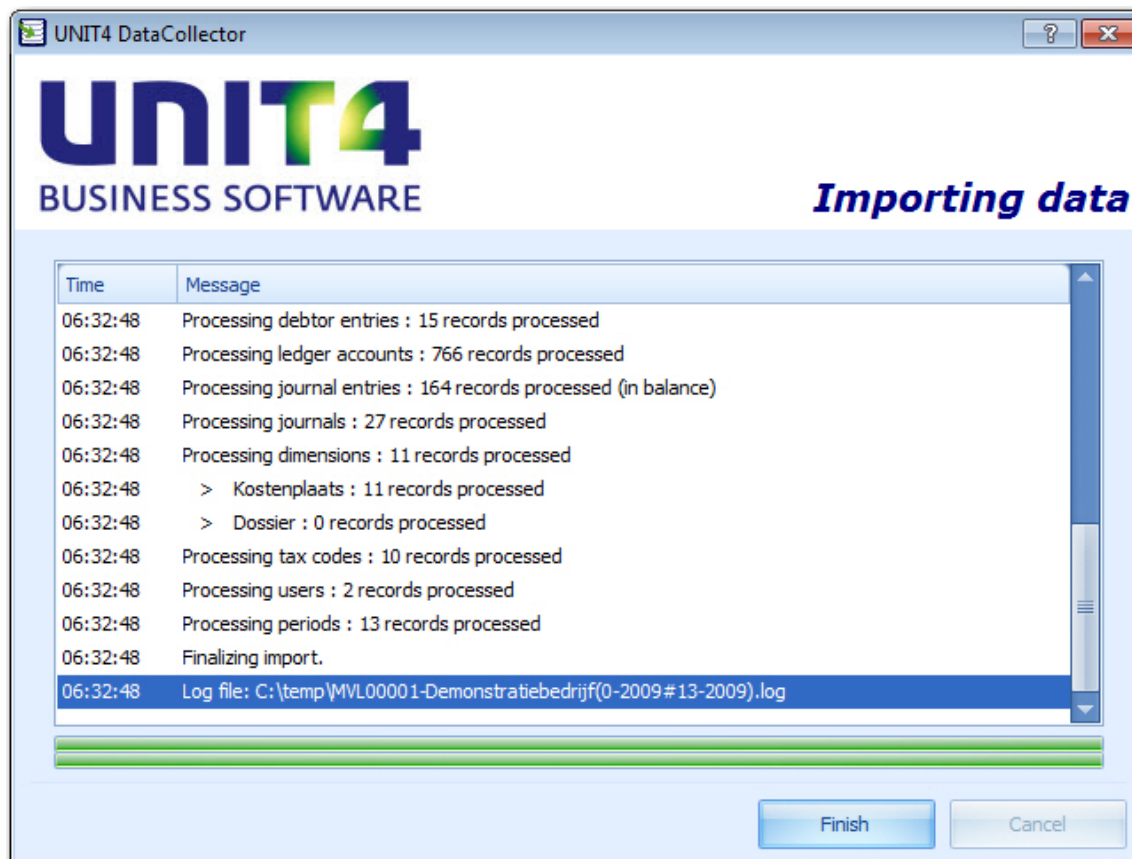 UNIT4 DataCollector
UNIT4
BUSINESS SOFTWARE
Importing data
Time Message
06:32:48 Processing debtor entries : 15 records processed
06:32:48 Processing ledger accounts : 766 records processed
06:32:48 Processing journal entries : 164 records processed (in balance)
06:32:48 Processing journals : 27 records processed
06:32:48 Processing dimensions : 11 records processed
06:32:48 > Kostenplaats : 11 records processed
06:32:48 > Dossier : 0 records processed
06:32:48 Processing tax codes : 10 records processed
06:32:48 Processing users : 2 records processed
06:32:48 Processing periods : 13 records processed
06:32:48 Finalizing import.
06:32:48 Log file: C:\temp\MVL00001-Demonstratiebedrijf(0-2009#13-2009).log
Finish Cancel